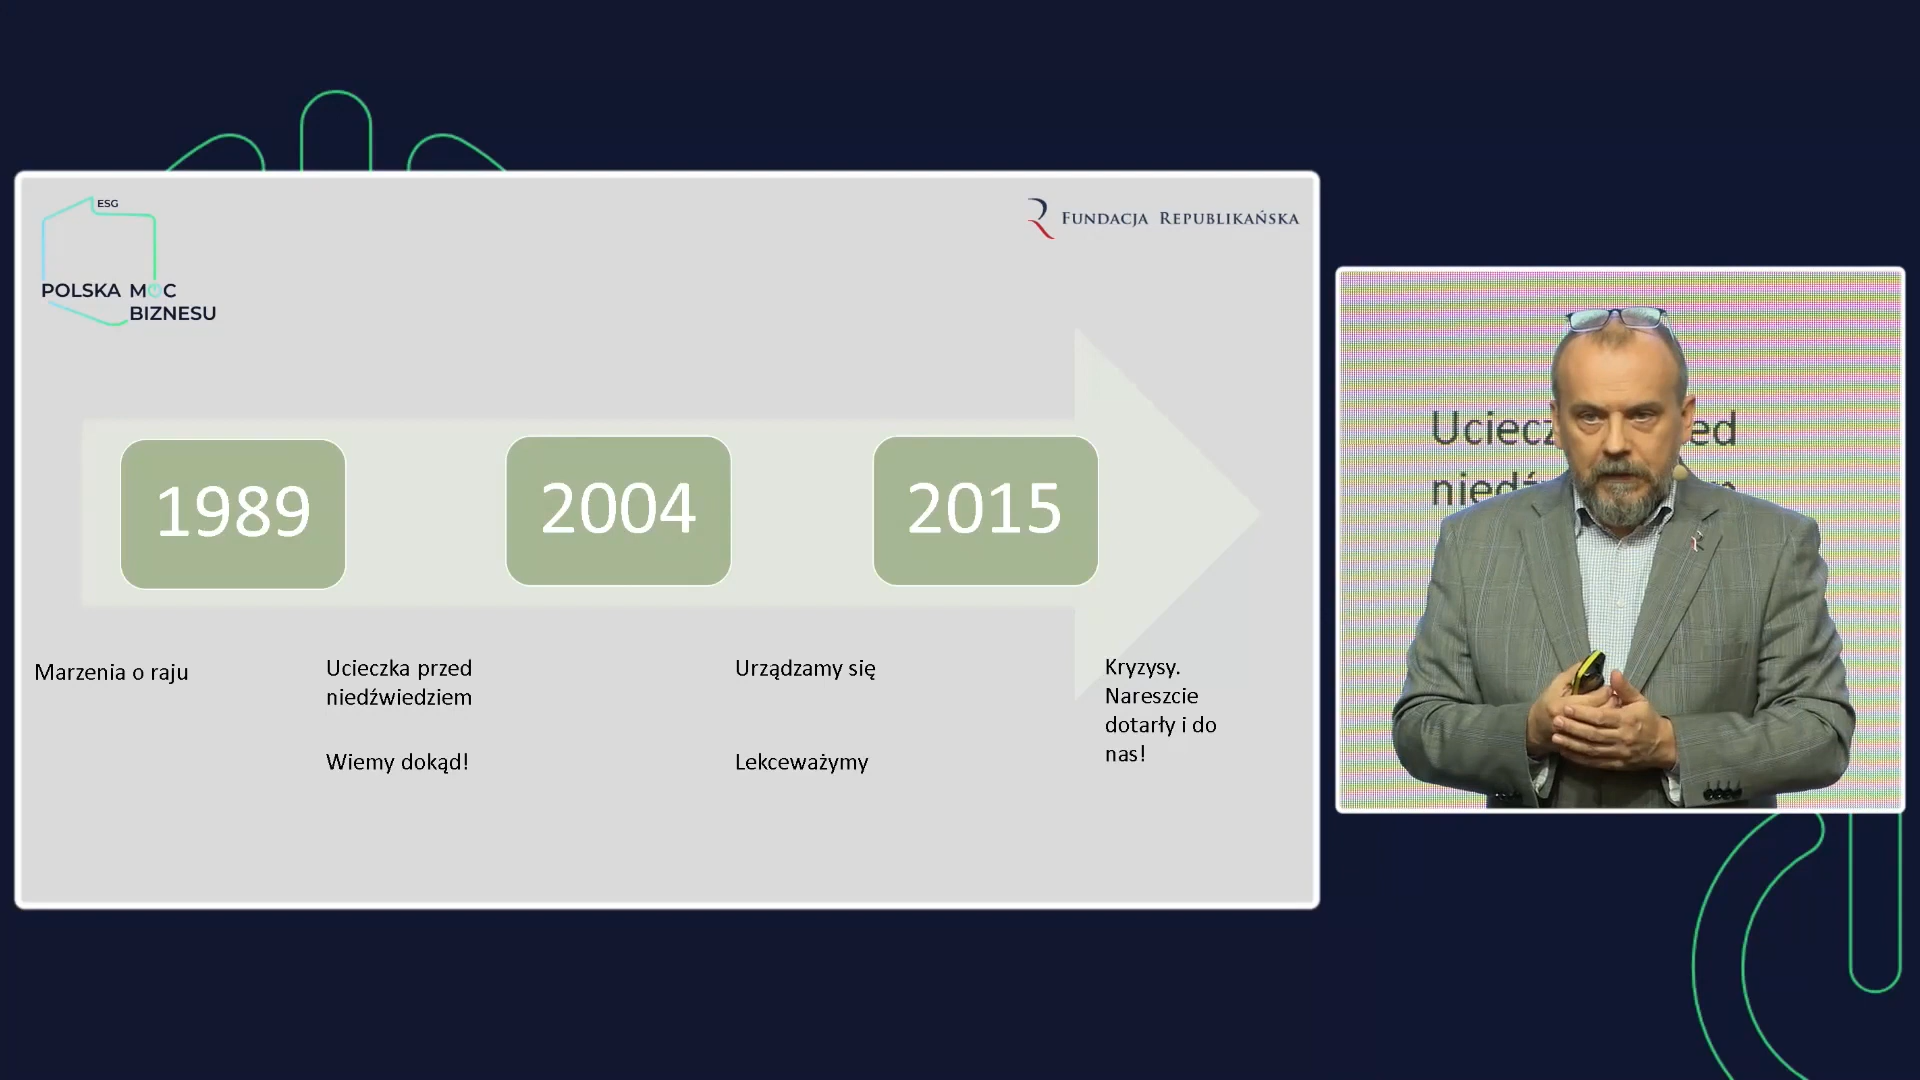 ESG
POLSKA MOC
BIZNESU
FUNDACJA REPUBLIKAŃSKA
1989
2004
2015
Marzenia o raju
Ucieczka przed
niedźwiedziem
Wiemy dokąd!
Urządzamy się
Lekceważymy
Kryzysy.
Nareszcie
dotarły i do
nas!